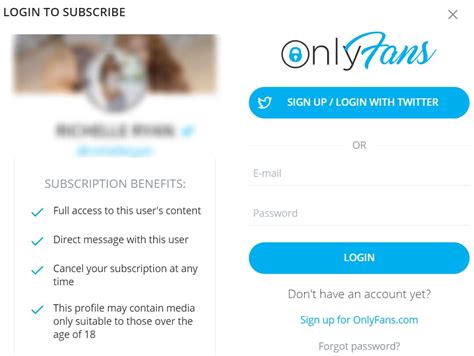 LOGIN TO SUBSCRIBE
SUBSCRIPTION BENEFITS:
Full access to this user's content
Direct message with this user
Cancel your subscription at any
time
This profile may contain media
only suitable to those over the
age of 18
OnlyFans
SIGN UP / LOGIN WITH TWITTER
OR
E-mail
Password
LOGIN
Don't have an account yet?
Sign up for OnlyFans.com
Forgot password?